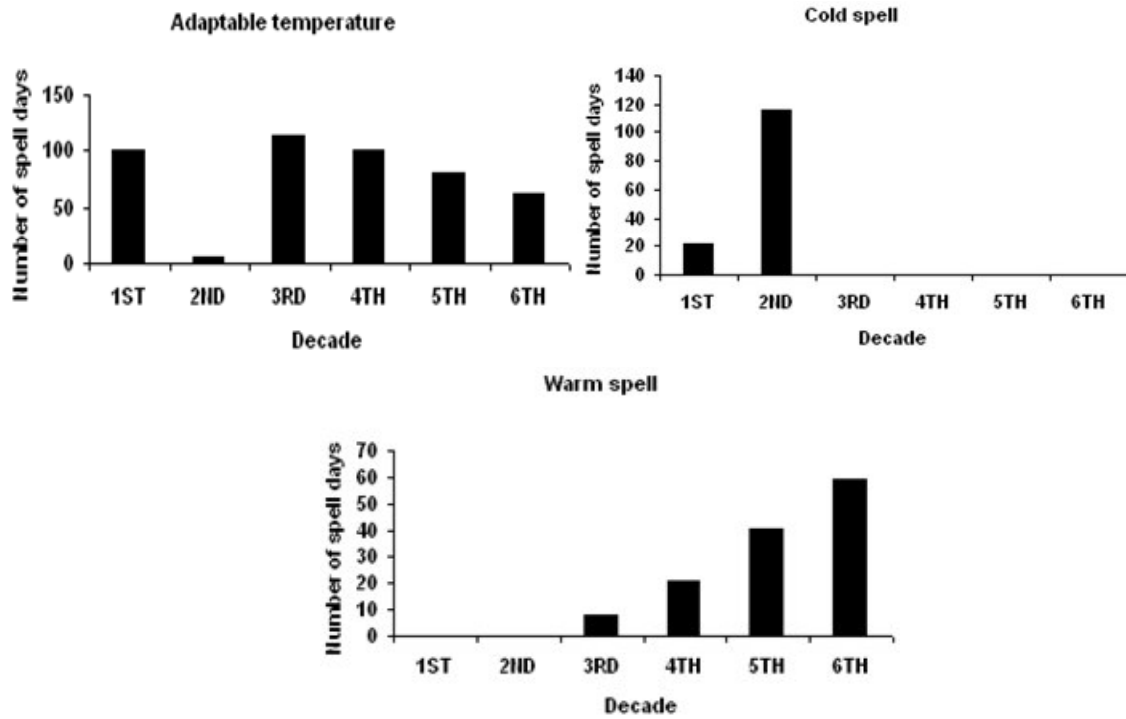 Adaptable temperature
Number of spell days
150
100
50
0
1ST 2ND 3RD 4TH 5TH 6TH
Decade
Cold spell
Number of spell days
140
120
100
80
60
40
20
0
1ST 2ND 3RD 4TH 5TH 6TH
Decade
Warm spell
Number of spell days
70
60
50
40
30
20
10
0
1ST 2ND 3RD 4TH 5TH 6TH
Decade